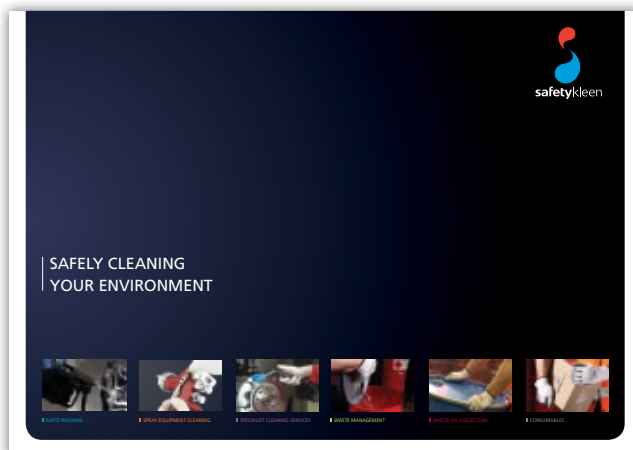 safetykleen
SAFELY CLEANING
YOUR ENVIRONMENT
PARTS WASHING
SPRAY EQUIPMENT CLEANING
SPECIALIST CLEANING SERVICES
WASTE MANAGEMENT
WASTE OIL COLLECTION
CONSUMABLES